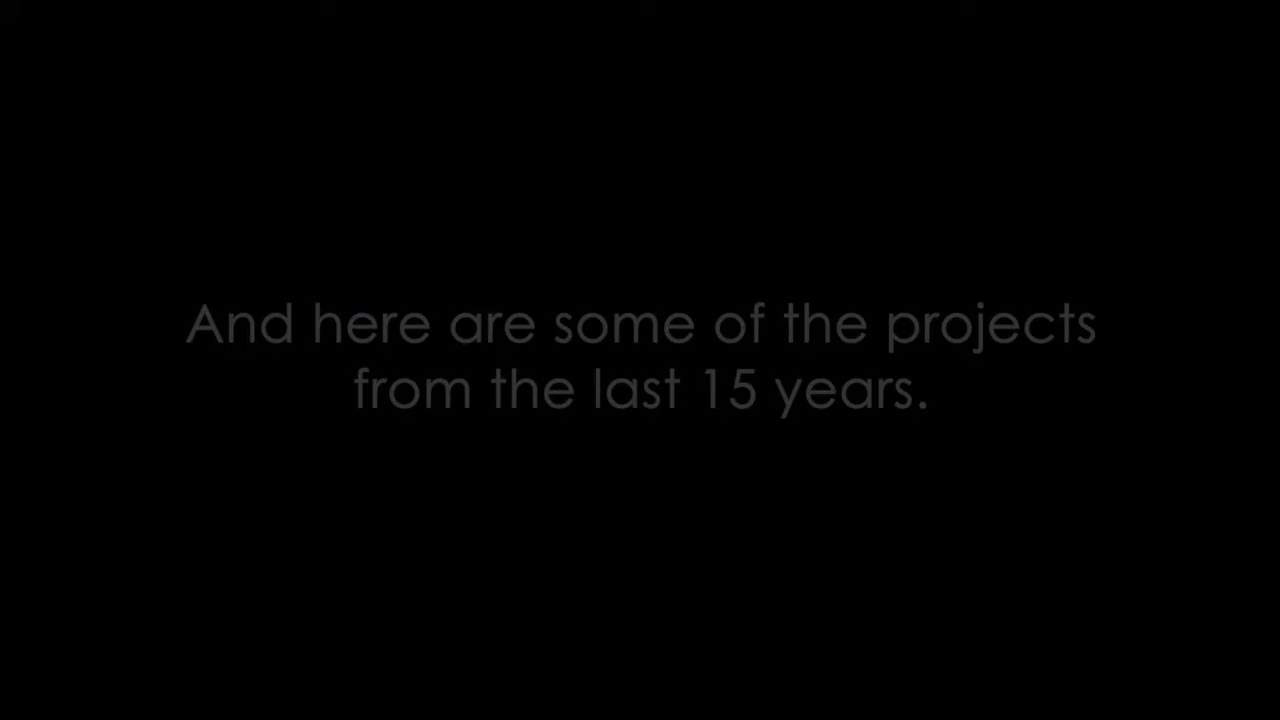 And here are some of the projects
from the last 15 years.